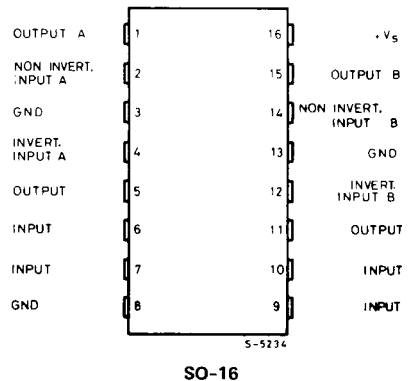 OUTPUT A 1 16 +Vs
NON INVERT. INPUT A 2 15 OUTPUT B
GND 3 14 NON INVERT. INPUT B
INVERT. INPUT A 4 13 GND
OUTPUT 5 12 INVERT. INPUT B
INPUT 6 11 OUTPUT
INPUT 7 10 INPUT
GND 8 9 INPUT
S-5234
SO-16